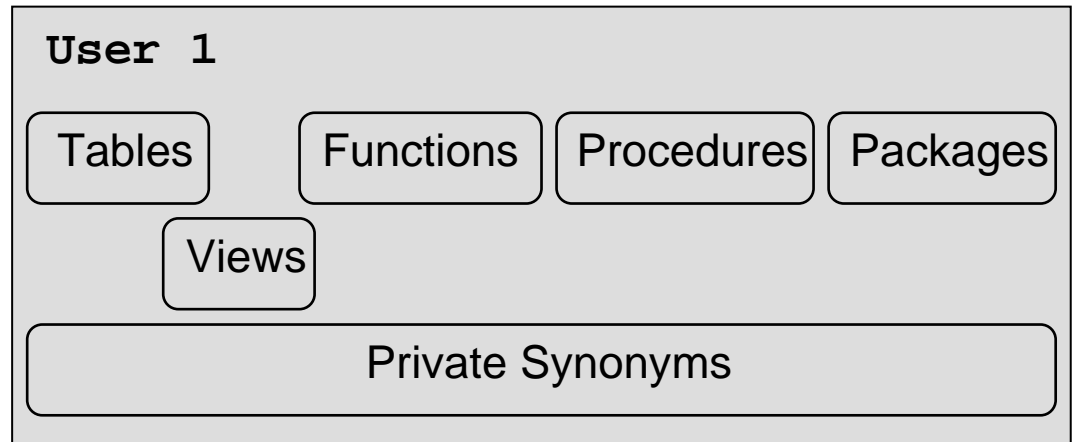 User 1
Tables Functions Procedures Packages
Views
Private Synonyms